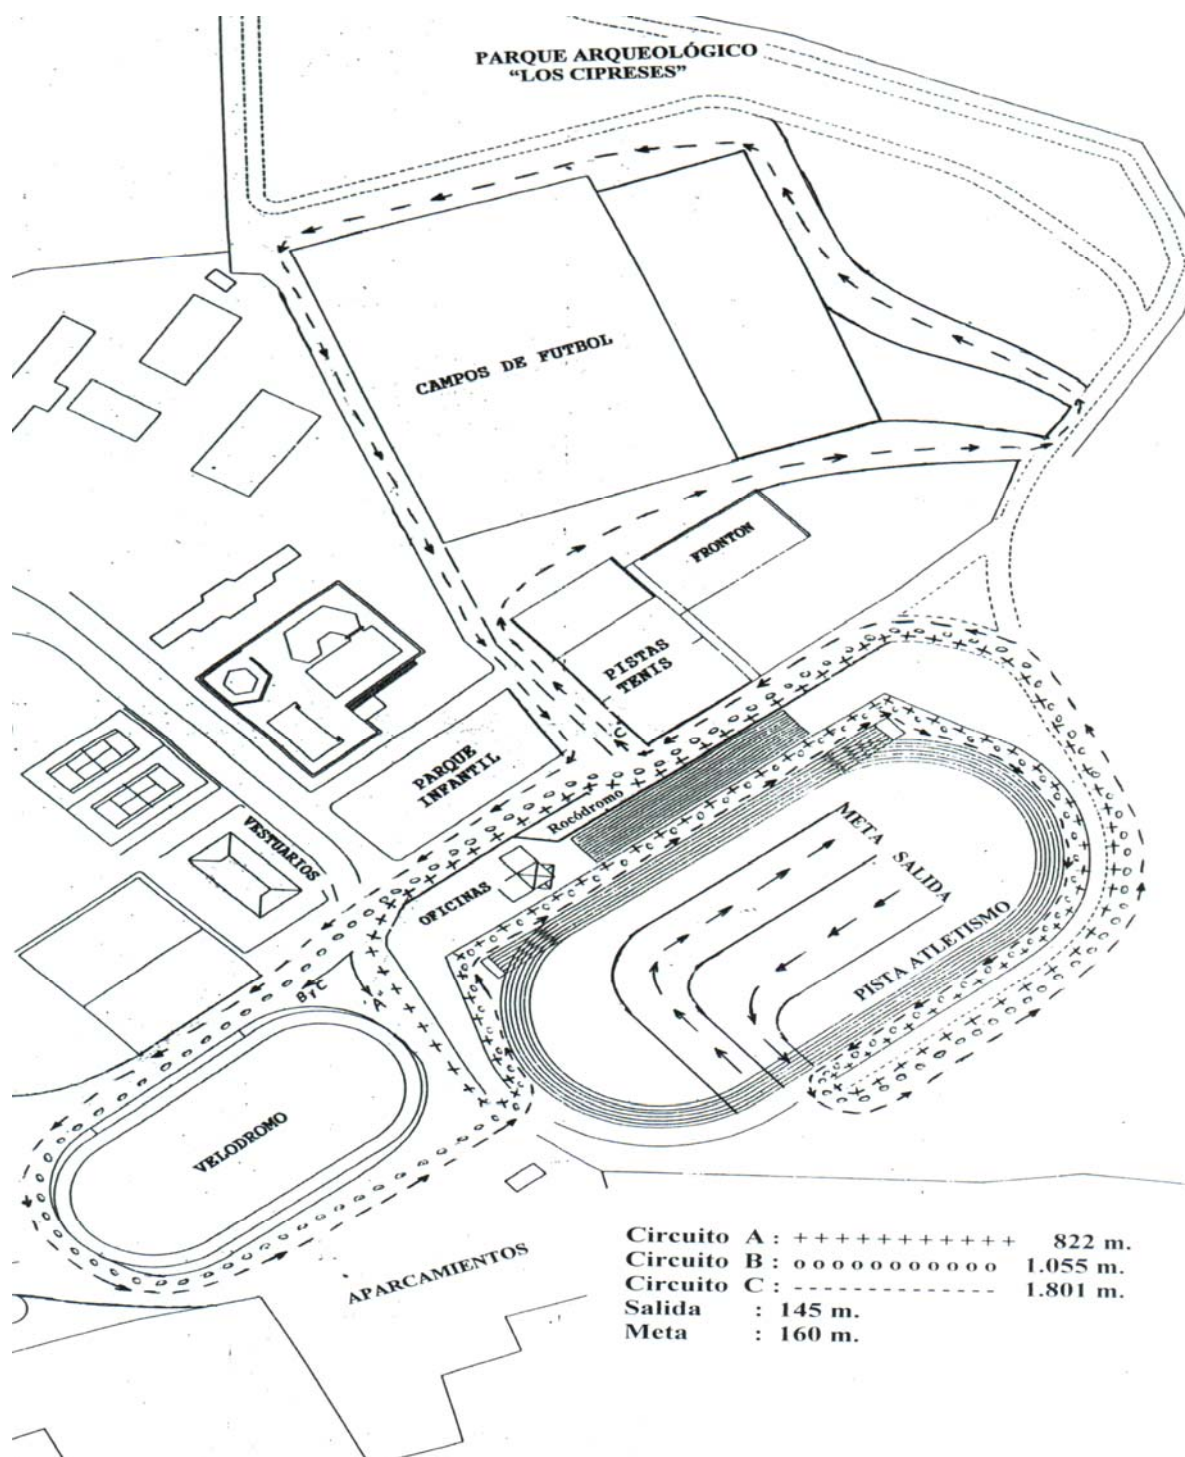 PARQUE ARQUEOLÓGICO
“LOS CIPRESES”
CAMPOS DE FUTBOL
FRONTON
PISTAS
TENIS
C
PARQUE
INFANTIL
Rocódromo
VESTUARIOS
OFICINAS
META
SALIDA
PISTA ATLETISMO
B y C
"A"
VELODROMO
APARCAMIENTOS
Circuito A : + + + + + + + + + + + 822 m.
Circuito B : o o o o o o o o o o o 1.055 m.
Circuito C : - - - - - - - - - - - - - - - 1.801 m.
Salida : 145 m.
Meta : 160 m.